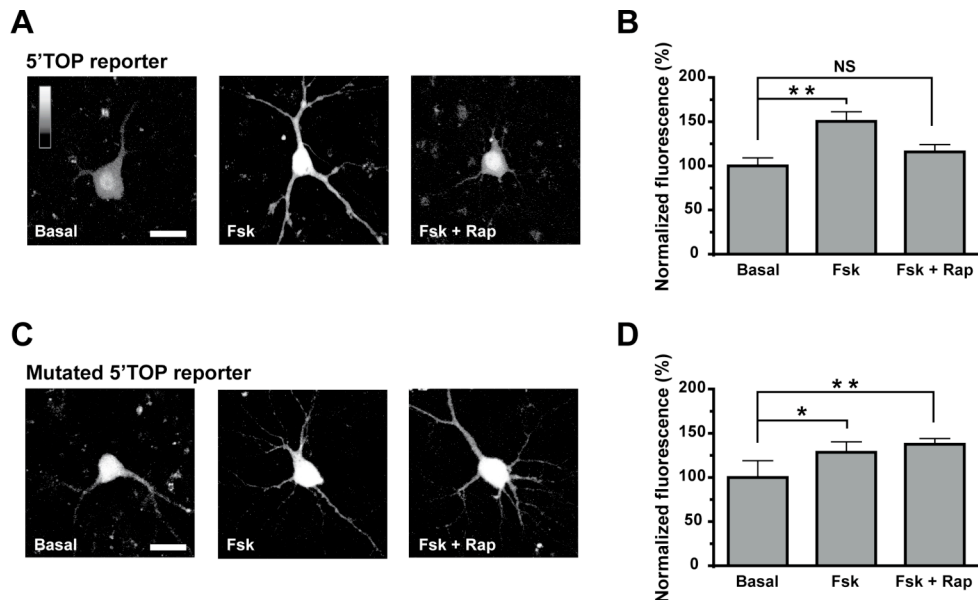 A
5'TOP reporter
Basal
Fsk
Fsk + Rap
B
Normalized fluorescence (%)
200
150
100
50
0
NS
* *
Basal
Fsk
Fsk + Rap
C
Mutated 5'TOP reporter
Basal
Fsk
Fsk + Rap
D
Normalized fluorescence (%)
200
150
100
50
0
* *
*
Basal
Fsk
Fsk + Rap